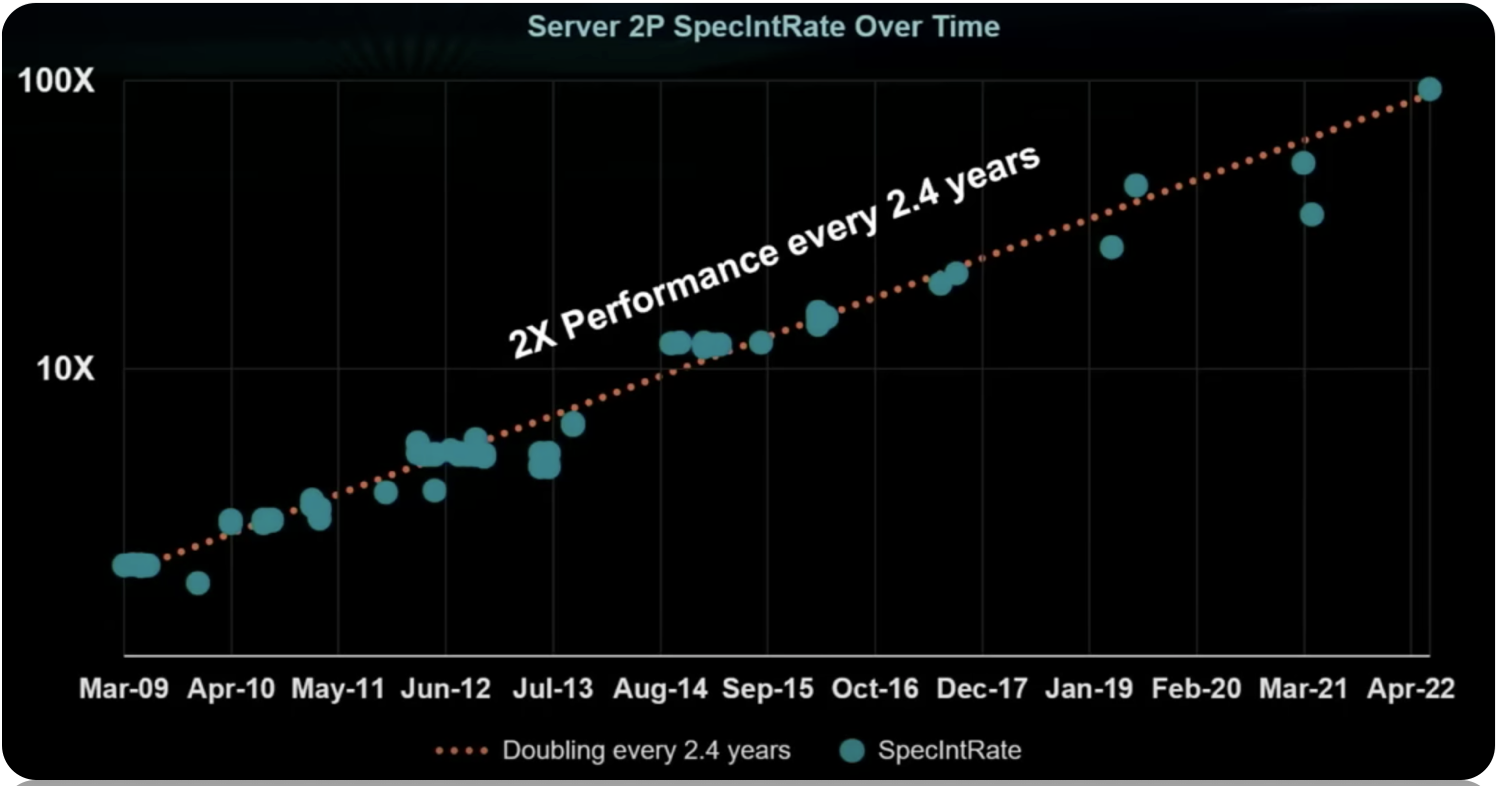 Server 2P SpecIntRate Over Time
100X
2X Performance every 2.4 years
10X
Mar-09 Apr-10 May-11 Jun-12 Jul-13 Aug-14 Sep-15 Oct-16 Dec-17 Jan-19 Feb-20 Mar-21 Apr-22
Doubling every 2.4 years SpecIntRate